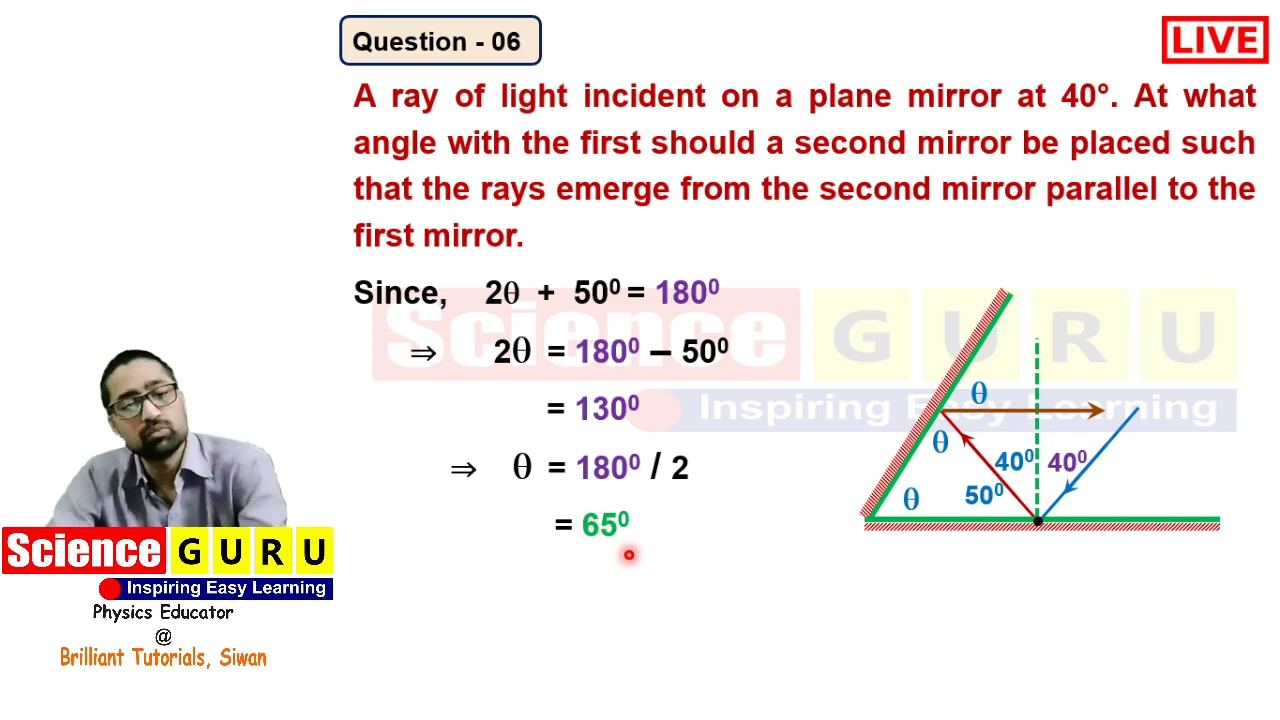 Question - 06
LIVE
A ray of light incident on a plane mirror at 40°. At what
angle with the first should a second mirror be placed such
that the rays emerge from the second mirror parallel to the
first mirror.
Since, 2θ + 50⁰ = 180⁰
⇒ 2θ = 180⁰ – 50⁰
= 130⁰
⇒ θ = 180⁰ / 2
= 65⁰
Science GURU
Inspiring Easy Learning
θ
θ
40⁰ 40⁰
θ 50⁰
Science GURU
Inspiring Easy Learning
Physics Educator
@
Brilliant Tutorials, Siwan